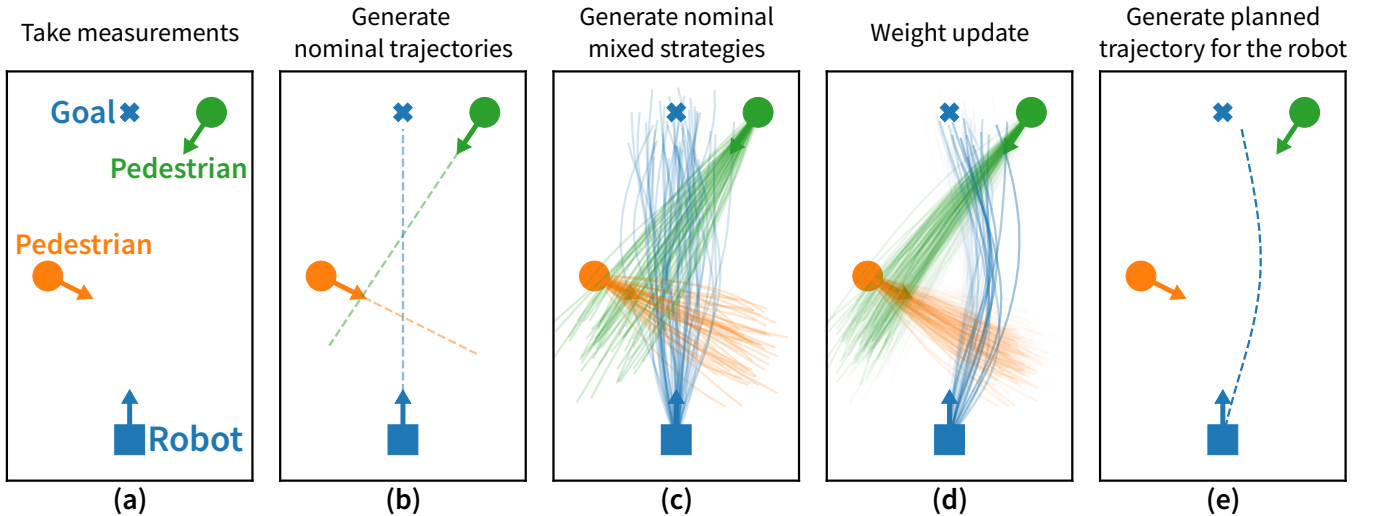 Take measurements
Generate
nominal trajectories
Generate nominal
mixed strategies
Weight update
Generate planned
trajectory for the robot
Goal
Pedestrian
Pedestrian
Robot
(a)
(b)
(c)
(d)
(e)